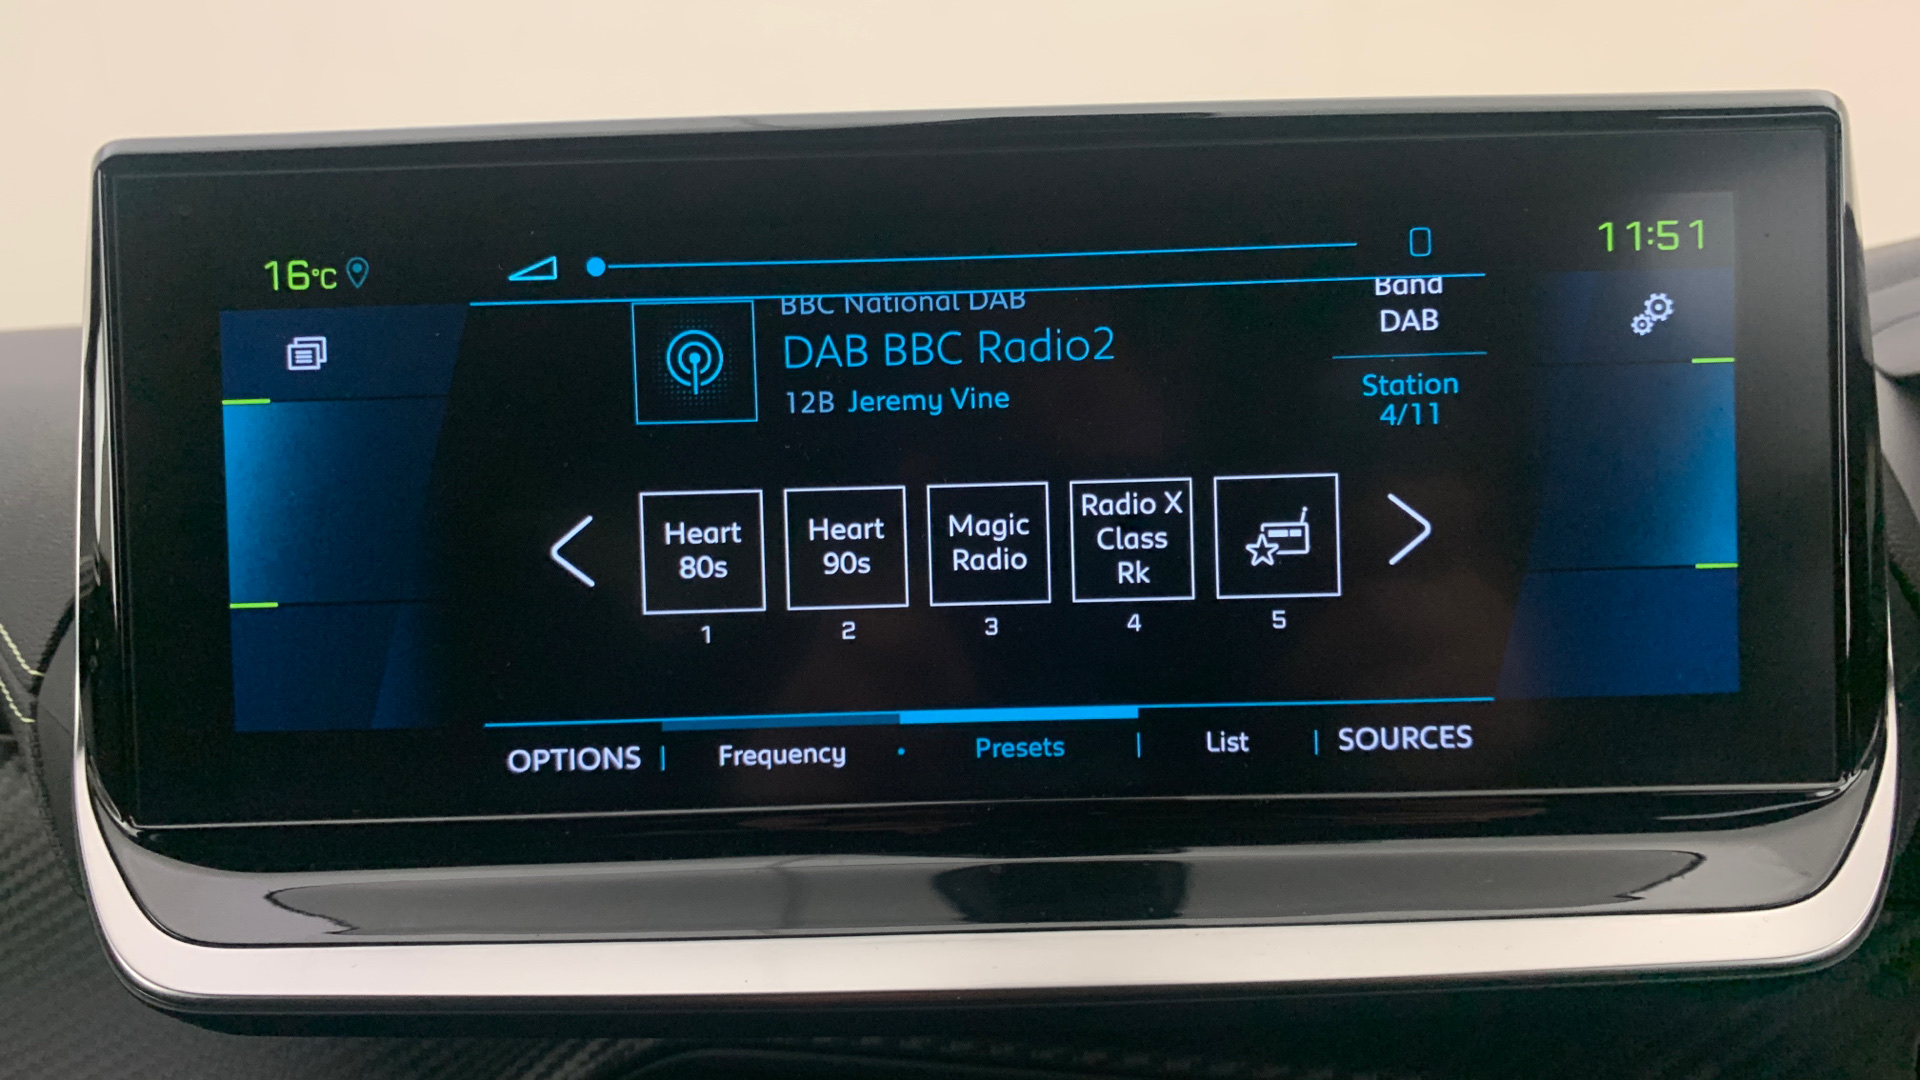 16°C
0
11:51
BBC National DAB
DAB BBC Radio2
12B Jeremy Vine
Band
DAB
Station
4/11
Heart
80s
Heart
90s
Magic
Radio
Radio X
Class
Rk
1
2
3
4
5
OPTIONS | Frequency • Presets | List | SOURCES